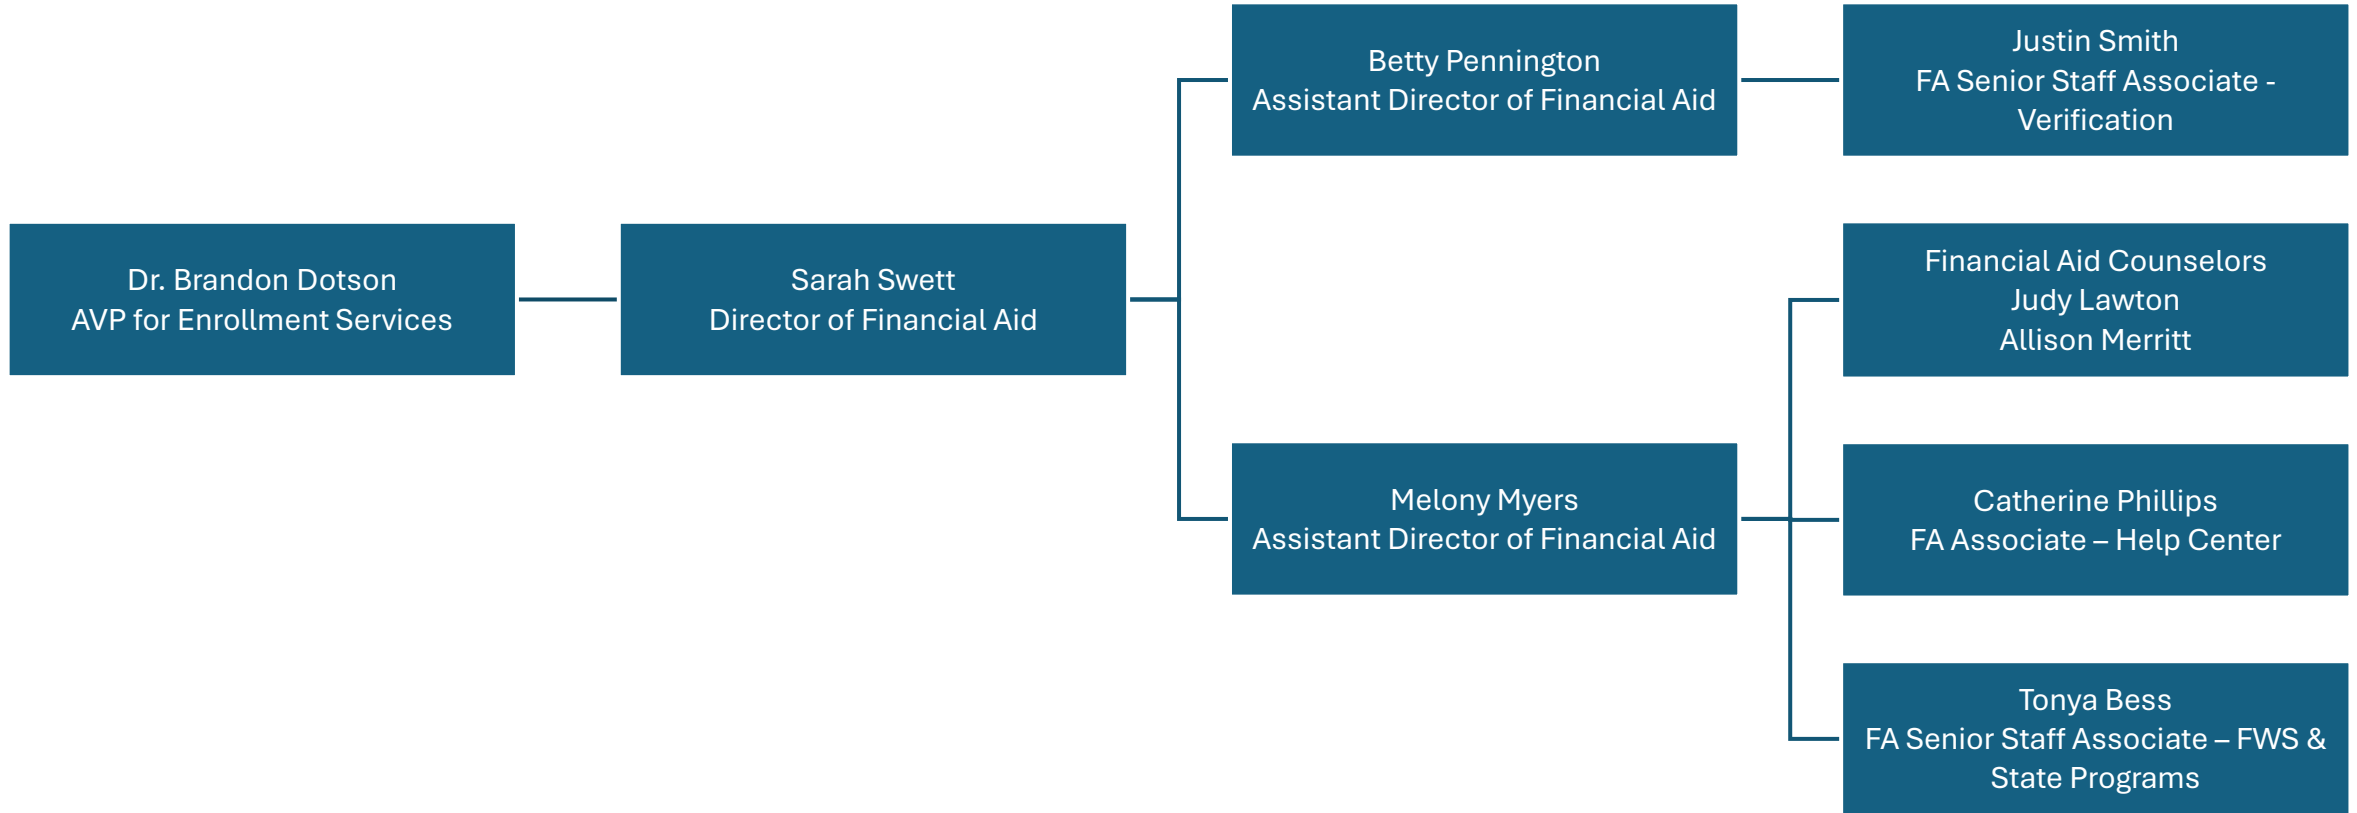 Dr. Brandon Dotson
AVP for Enrollment Services
Sarah Swett
Director of Financial Aid
Betty Pennington
Assistant Director of Financial Aid
Justin Smith
FA Senior Staff Associate -
Verification
Melony Myers
Assistant Director of Financial Aid
Financial Aid Counselors
Judy Lawton
Allison Merritt
Catherine Phillips
FA Associate – Help Center
Tonya Bess
FA Senior Staff Associate – FWS &
State Programs